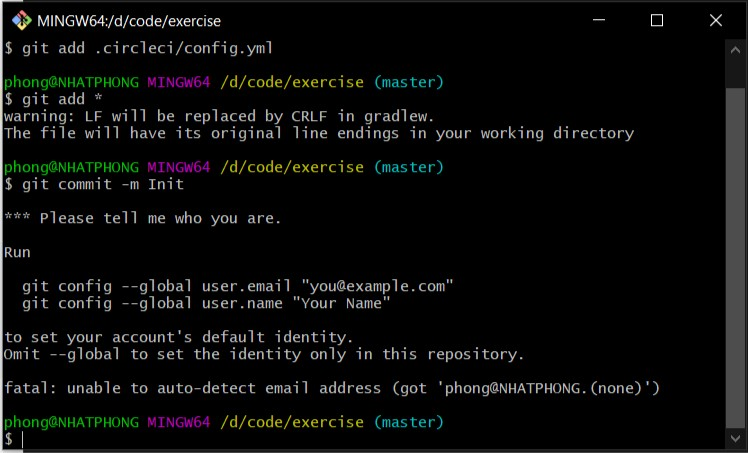 MINGW64:/d/code/exercise
$ git add .circleci/config.yml
phong@NHATPHONG MINGW64 /d/code/exercise (master)
$ git add *
warning: LF will be replaced by CRLF in gradlew.
The file will have its original line endings in your working directory
phong@NHATPHONG MINGW64 /d/code/exercise (master)
$ git commit -m Init
*** Please tell me who you are.
Run
git config --global user.email "you@example.com"
git config --global user.name "Your Name"
to set your account's default identity.
Omit --global to set the identity only in this repository.
fatal: unable to auto-detect email address (got 'phong@NHATPHONG.(none)')
phong@NHATPHONG MINGW64 /d/code/exercise (master)
$